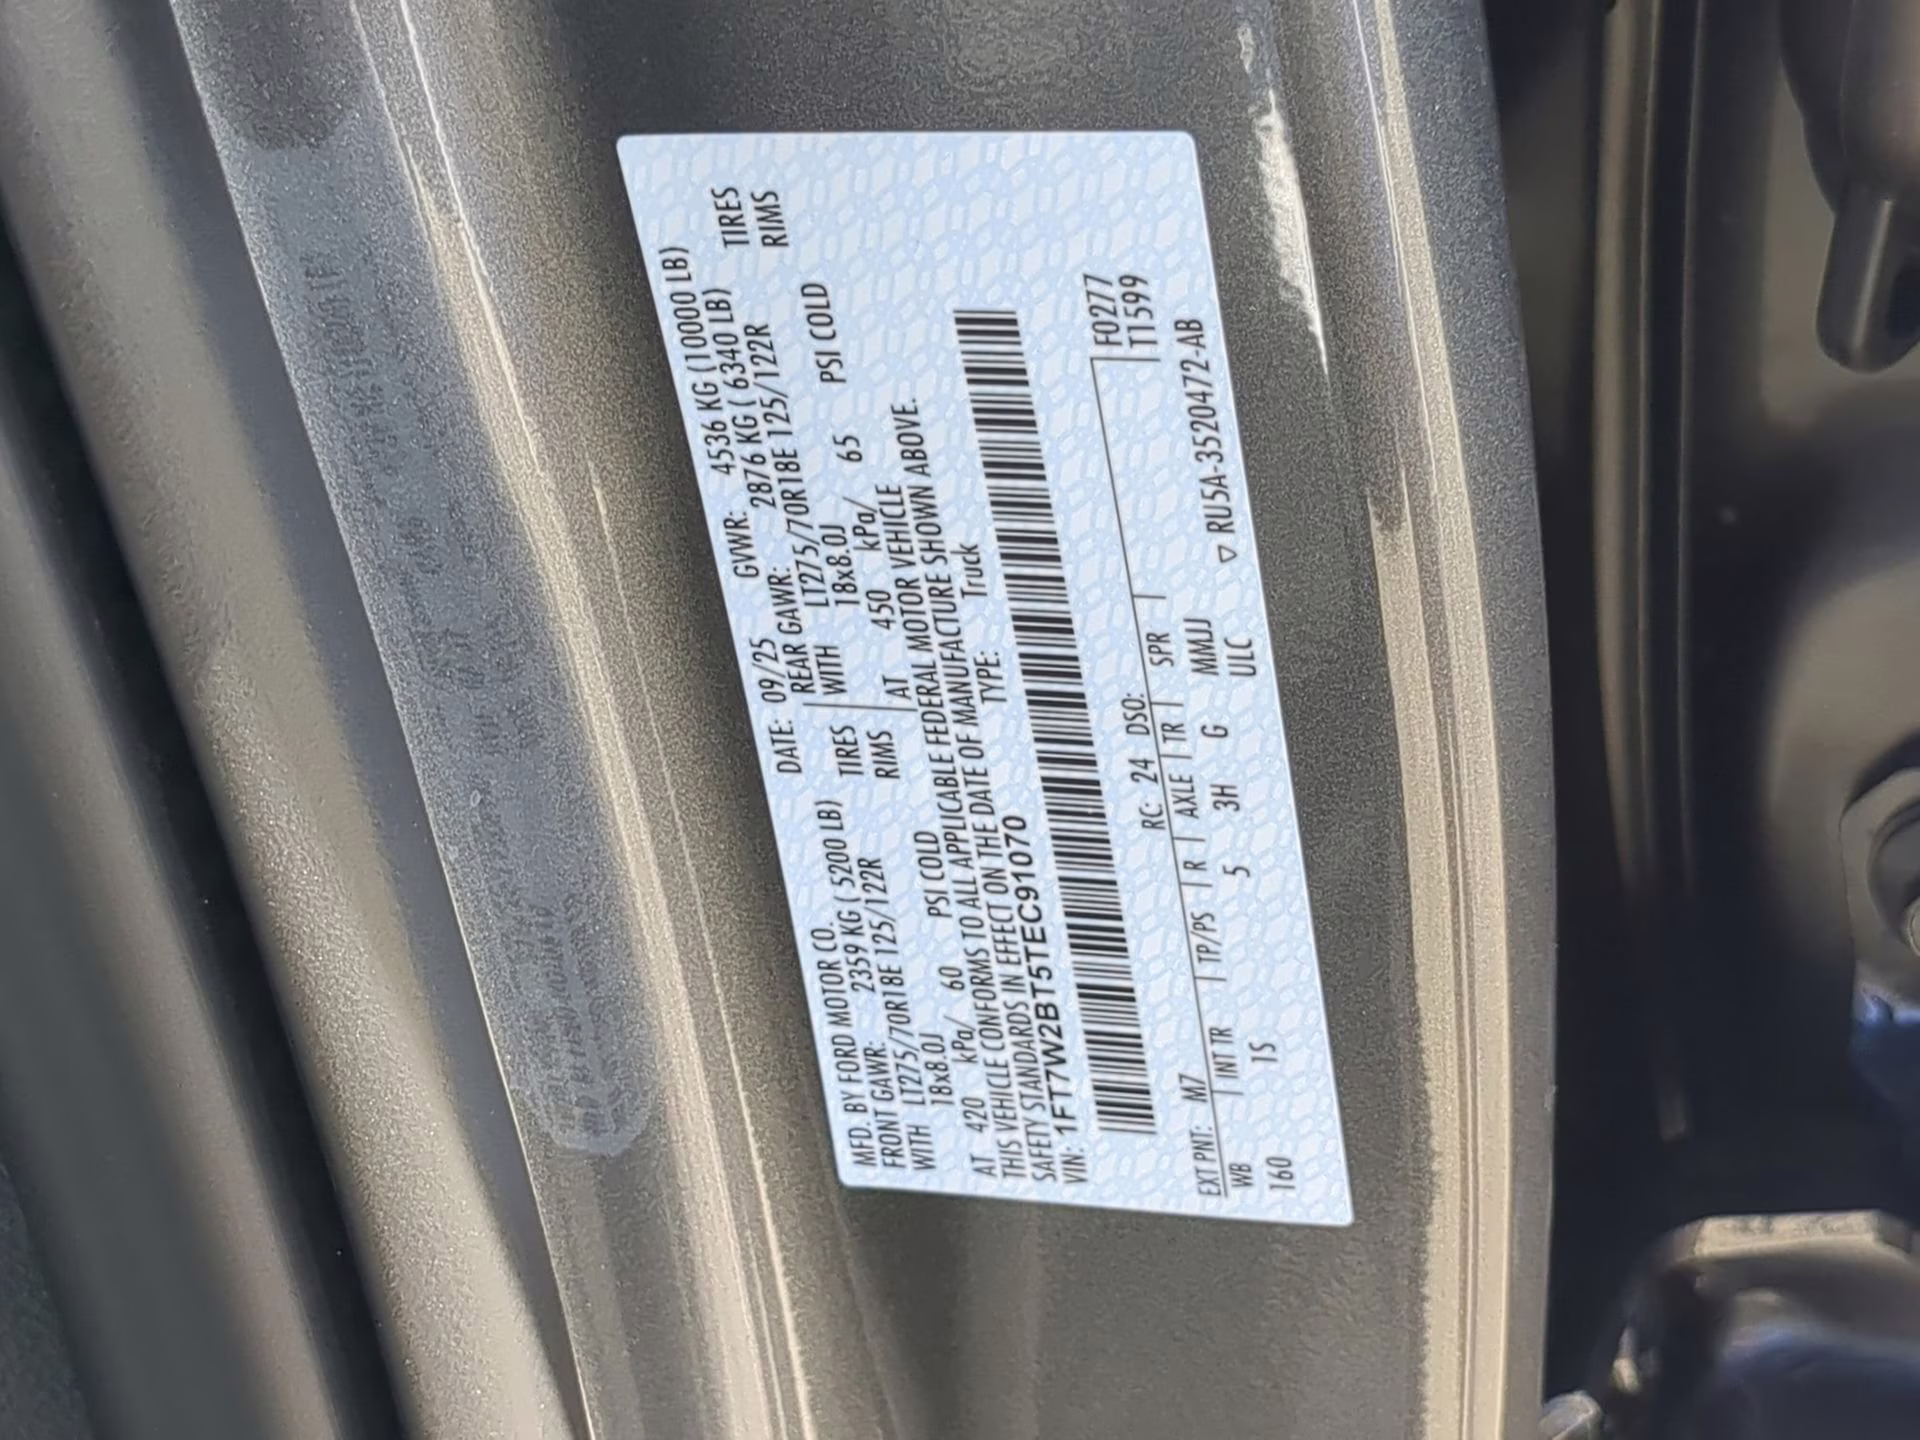 MFD. BY FORD MOTOR CO.
DATE: 09/25 GVWR: 4536 KG (10000 LB)
FRONT GAWR: 2359 KG ( 5200 LB) REAR GAWR: 2876 KG ( 6340 LB)
WITH LT275/70R18E 125/122R TIRES WITH LT275/70R18E 125/122R TIRES
18x8.0J RIMS 18x8.0J RIMS
AT 420 kPa/ 60 PSI COLD AT 450 kPa/ 65 PSI COLD
THIS VEHICLE CONFORMS TO ALL APPLICABLE FEDERAL MOTOR VEHICLE
SAFETY STANDARDS IN EFFECT ON THE DATE OF MANUFACTURE SHOWN ABOVE.
VIN: 1FT7W2BT5TEC91070 TYPE: Truck
F0277
EXT PNT: M7 RC: 24 DSO: T1599
WB INT TR TP/PS R AXLE TR SPR
160 1S 5 3H G MMJJ
ULC ▽ RU5A-3520472-AB